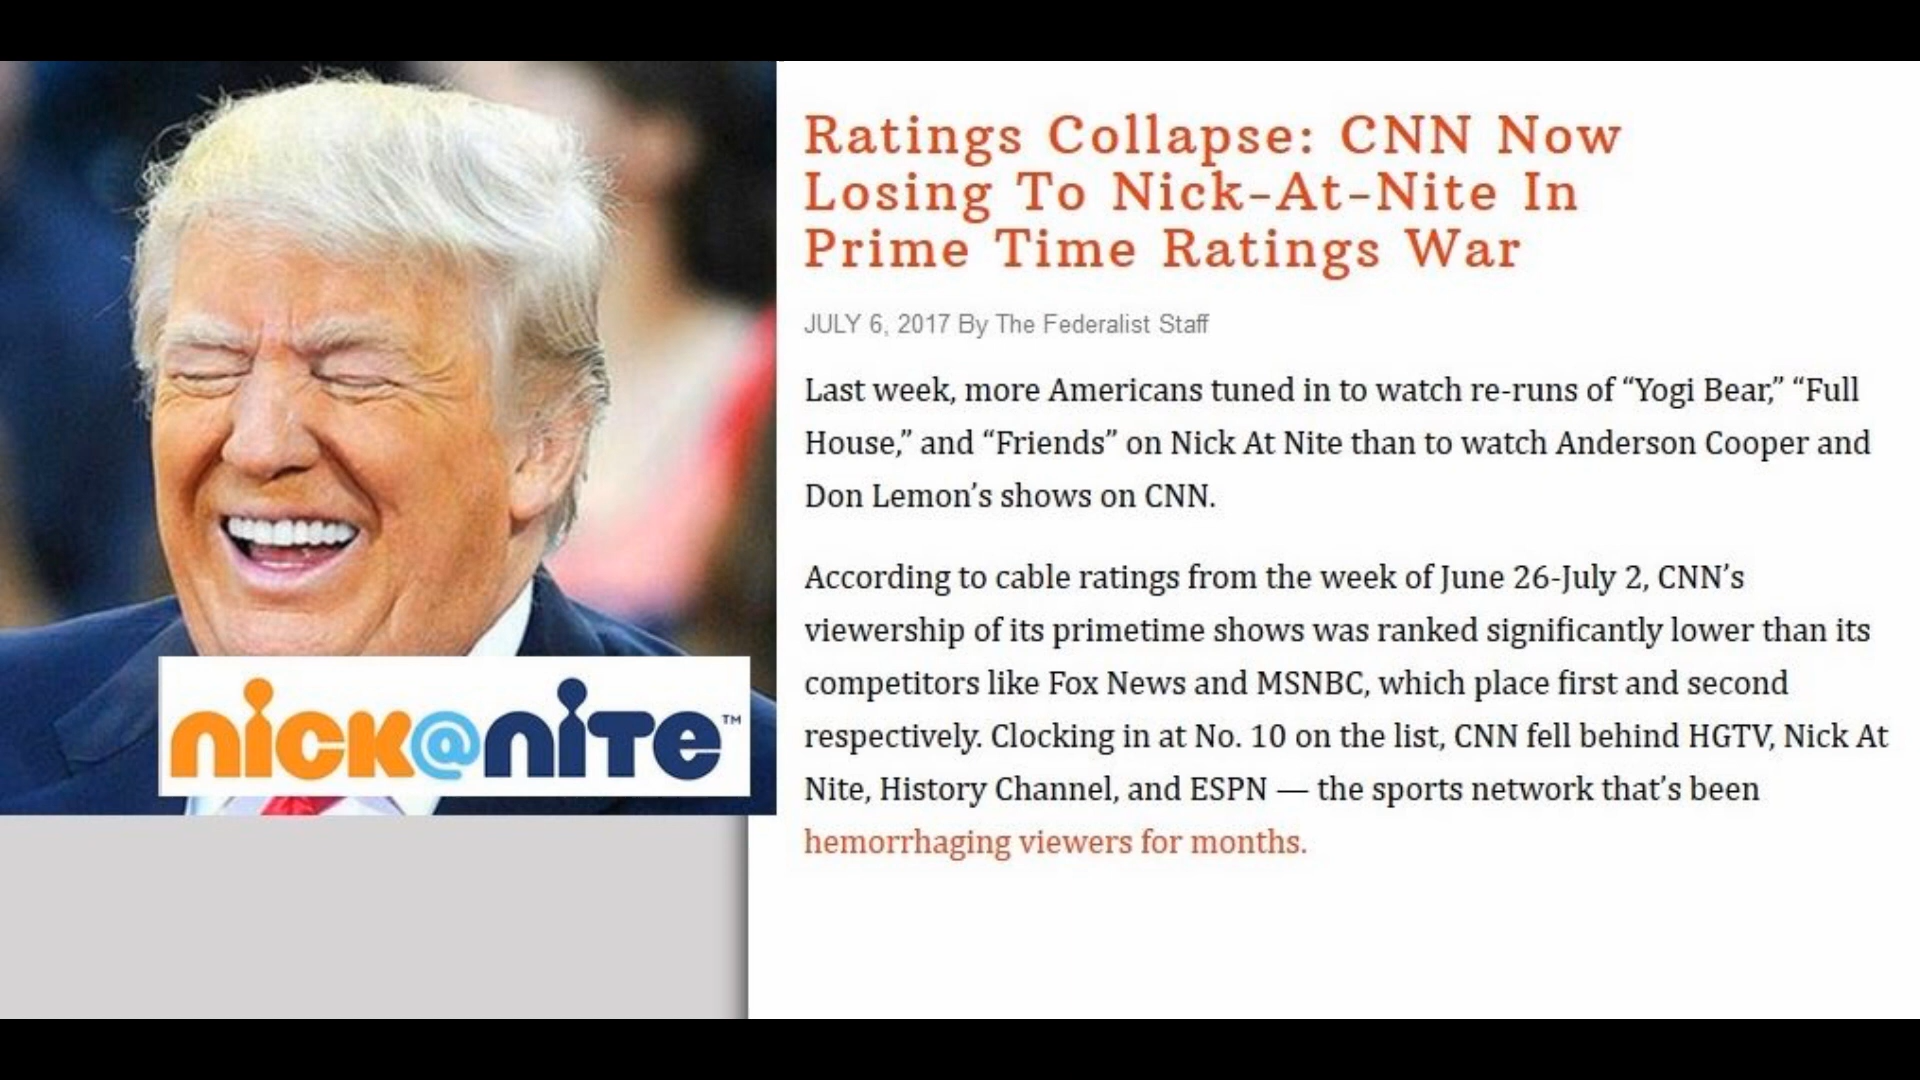 Ratings Collapse: CNN Now
Losing To Nick-At-Nite In
Prime Time Ratings War
JULY 6, 2017 By The Federalist Staff
Last week, more Americans tuned in to watch re-runs of “Yogi Bear,” “Full
House,” and “Friends” on Nick At Nite than to watch Anderson Cooper and
Don Lemon’s shows on CNN.
According to cable ratings from the week of June 26-July 2, CNN’s
viewership of its primetime shows was ranked significantly lower than its
competitors like Fox News and MSNBC, which place first and second
respectively. Clocking in at No. 10 on the list, CNN fell behind HGTV, Nick At
Nite, History Channel, and ESPN — the sports network that’s been
hemorrhaging viewers for months.
nick@nite™